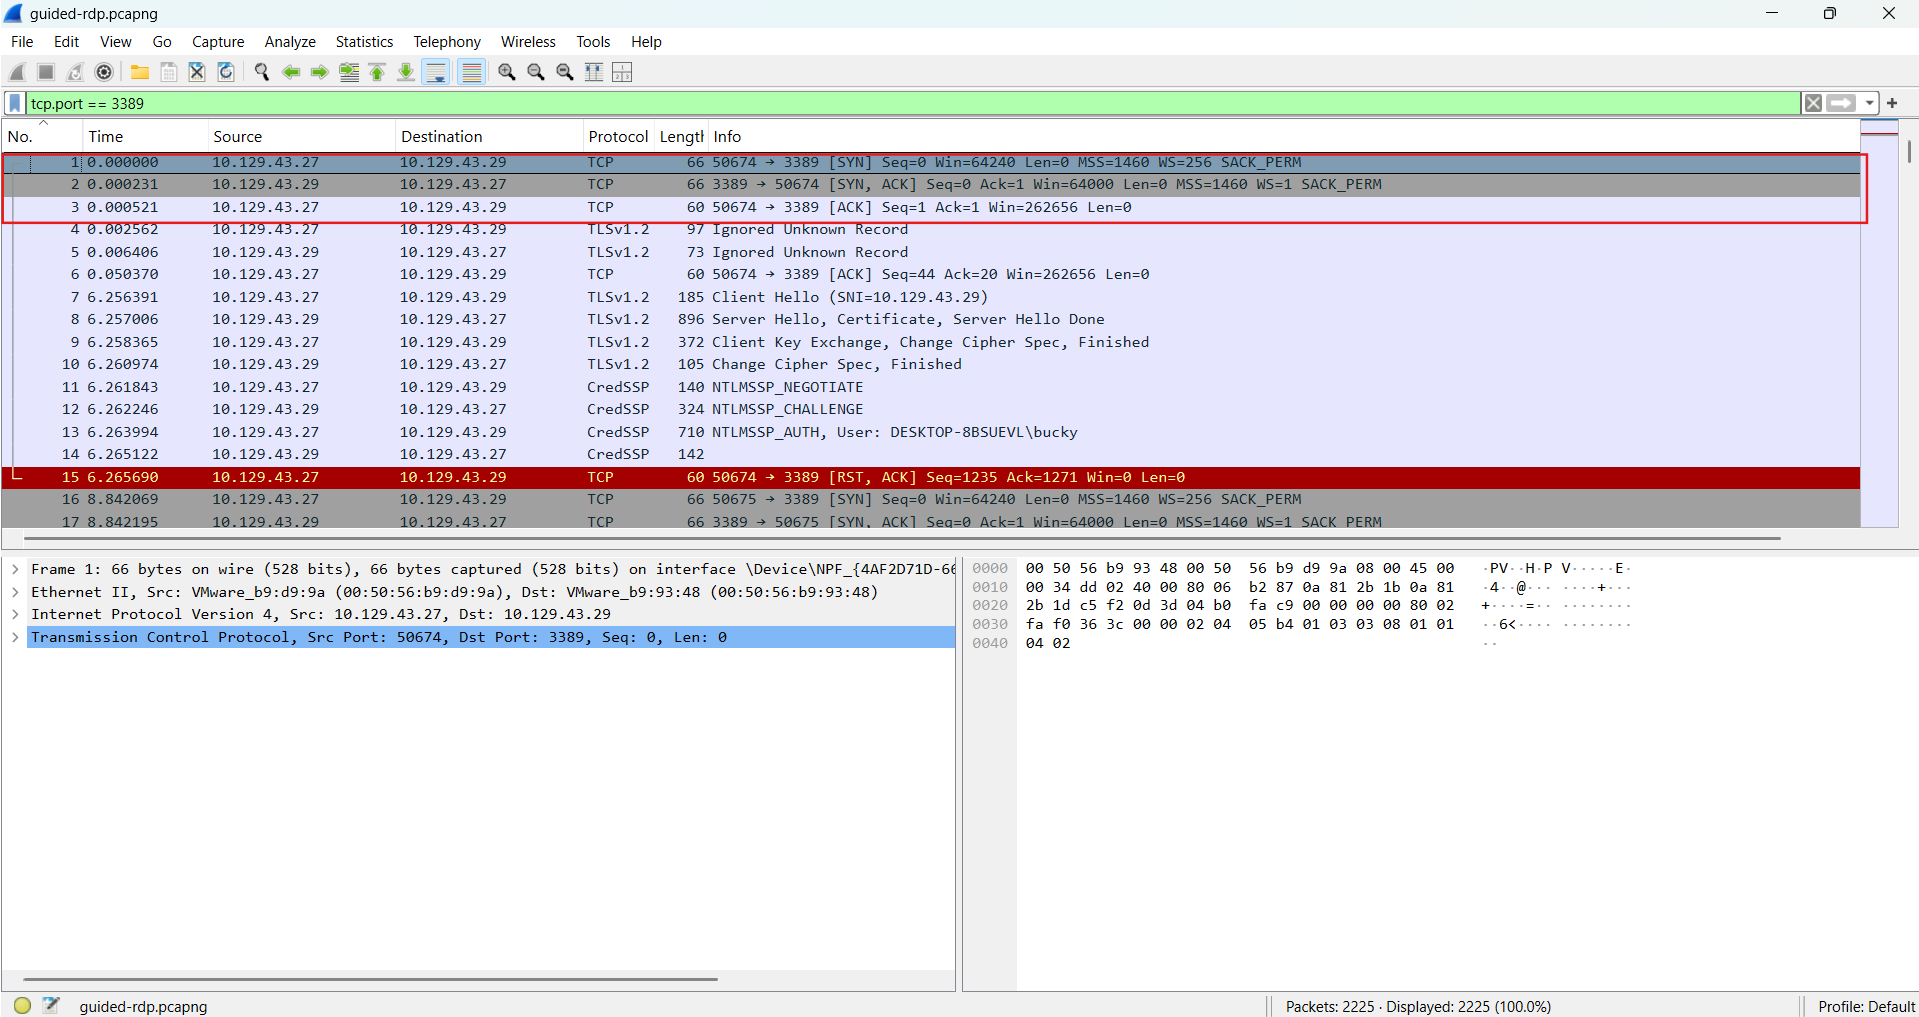 guided-rdp.pcapng
File Edit View Go Capture Analyze Statistics Telephony Wireless Tools Help
tcp.port == 3389
No. Time Source Destination Protocol Lengtl Info
1 0.000000 10.129.43.27 10.129.43.29 TCP 66 50674 → 3389 [SYN] Seq=0 Win=64240 Len=0 MSS=1460 WS=256 SACK_PERM
2 0.000231 10.129.43.29 10.129.43.27 TCP 66 3389 → 50674 [SYN, ACK] Seq=0 Ack=1 Win=64000 Len=0 MSS=1460 WS=1 SACK_PERM
3 0.000521 10.129.43.27 10.129.43.29 TCP 60 50674 → 3389 [ACK] Seq=1 Ack=1 Win=262656 Len=0
4 0.002562 10.129.43.27 10.129.43.29 TLSv1.2 97 Ignored Unknown Record
5 0.006406 10.129.43.29 10.129.43.27 TLSv1.2 73 Ignored Unknown Record
6 0.050370 10.129.43.27 10.129.43.29 TCP 60 50674 → 3389 [ACK] Seq=44 Ack=20 Win=262656 Len=0
7 6.256391 10.129.43.27 10.129.43.29 TLSv1.2 185 Client Hello (SNI=10.129.43.29)
8 6.257006 10.129.43.29 10.129.43.27 TLSv1.2 896 Server Hello, Certificate, Server Hello Done
9 6.258365 10.129.43.27 10.129.43.29 TLSv1.2 372 Client Key Exchange, Change Cipher Spec, Finished
10 6.260974 10.129.43.29 10.129.43.27 TLSv1.2 105 Change Cipher Spec, Finished
11 6.261843 10.129.43.27 10.129.43.29 CredSSP 140 NTLMSSP_NEGOTIATE
12 6.262246 10.129.43.29 10.129.43.27 CredSSP 324 NTLMSSP_CHALLENGE
13 6.263994 10.129.43.27 10.129.43.29 CredSSP 710 NTLMSSP_AUTH, User: DESKTOP-8BSUEVL\bucky
14 6.265122 10.129.43.29 10.129.43.27 CredSSP 142
15 6.265690 10.129.43.27 10.129.43.29 TCP 60 50674 → 3389 [RST, ACK] Seq=1235 Ack=1271 Win=0 Len=0
16 8.842069 10.129.43.27 10.129.43.29 TCP 66 50675 → 3389 [SYN] Seq=0 Win=64240 Len=0 MSS=1460 WS=256 SACK_PERM
17 8.842195 10.129.43.29 10.129.43.27 TCP 66 3389 → 50675 [SYN, ACK] Seq=0 Ack=1 Win=64000 Len=0 MSS=1460 WS=1 SACK_PERM
Frame 1: 66 bytes on wire (528 bits), 66 bytes captured (528 bits) on interface \Device\NPF_{4AF2D71D-66
Ethernet II, Src: VMware_b9:d9:9a (00:50:56:b9:d9:9a), Dst: VMware_b9:93:48 (00:50:56:b9:93:48)
Internet Protocol Version 4, Src: 10.129.43.27, Dst: 10.129.43.29
Transmission Control Protocol, Src Port: 50674, Dst Port: 3389, Seq: 0, Len: 0
0000 00 50 56 b9 93 48 00 50 56 b9 d9 9a 08 00 45 00 ·PV··H·P V·····E·
0010 00 34 dd 02 40 00 80 06 b2 87 0a 81 2b 1b 0a 81 ·4··@··· ····+···
0020 2b 1d c5 f2 0d 3d 04 b0 fa c9 00 00 00 00 80 02 +····=·· ········
0030 fa f0 36 3c 00 00 02 04 05 b4 01 03 03 08 01 01 ··6<···· ········
0040 04 02 ··
guided-rdp.pcapng
Packets: 2225 · Displayed: 2225 (100.0%)
Profile: Default